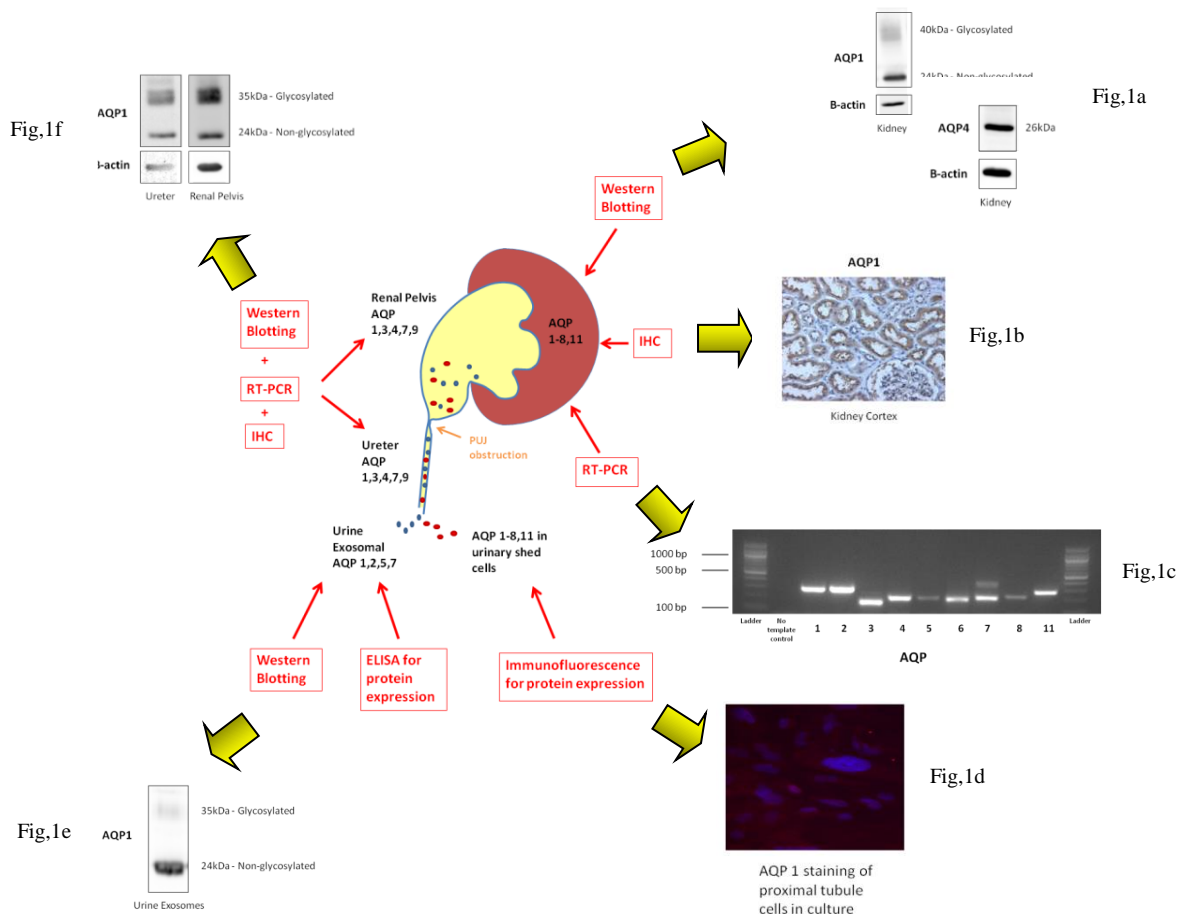 40kDa - Glycosylated
AQP1
24kDa - Non-glycosylated
B-actin
Kidney
Fig,1a
AQP4
26kDa
B-actin
Kidney
Fig,1f
AQP1
35kDa - Glycosylated
24kDa - Non-glycosylated
-actin
Ureter
Renal Pelvis
Western
Blotting
AQP1
Fig,1b
Kidney Cortex
Renal Pelvis
AQP
1,3,4,7,9
AQP
1-8,11
IHC
Western
Blotting
+
RT-PCR
+
IHC
PUJ
obstruction
Ureter
AQP
1,3,4,7,9
RT-PCR
Urine
Exosomal
AQP 1,2,5,7
AQP 1-8,11 in
urinary shed
cells
1000 bp
500 bp
100 bp
Fig,1c
Ladder
No
template
control
1
2
3
4
5
6
7
8
11
Ladder
AQP
Western
Blotting
ELISA for
protein
expression
Immunofluorescence
for protein expression
Fig,1d
AQP 1 staining of
proximal tubule
cells in culture
Fig,1e
AQP1
35kDa - Glycosylated
24kDa - Non-glycosylated
Urine Exosomes